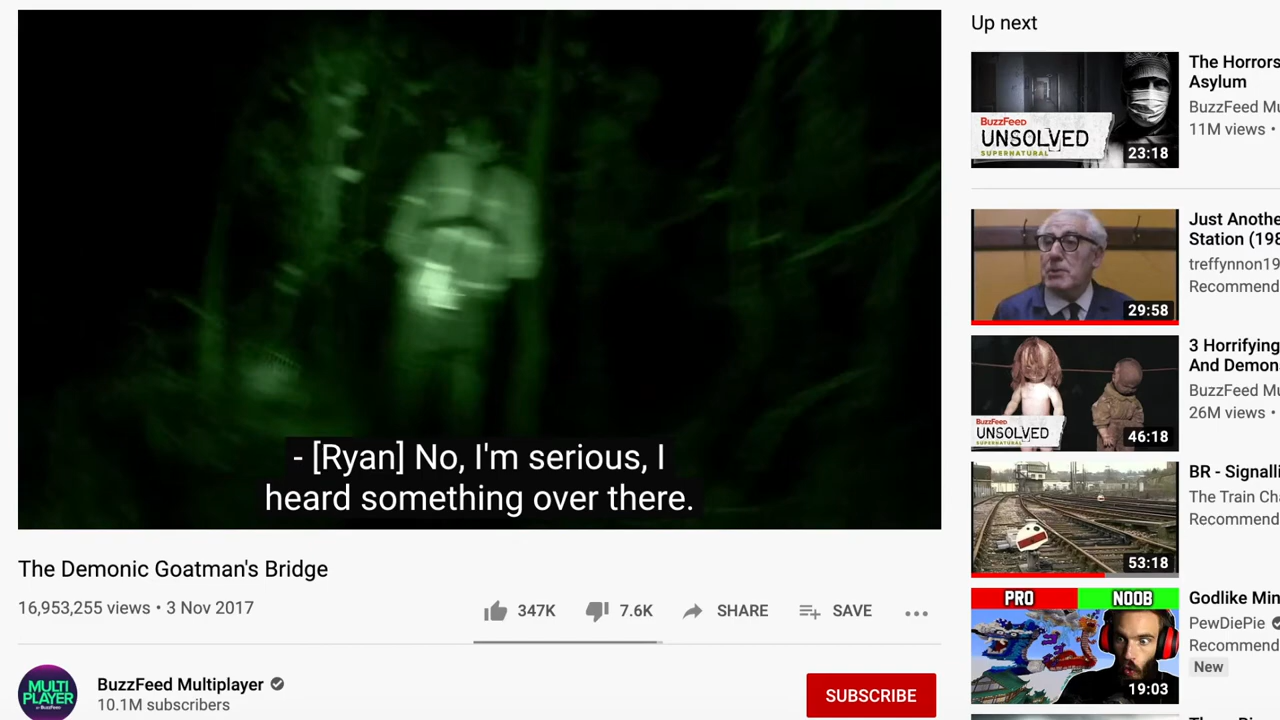 - [Ryan] No, I'm serious, I
heard something over there.
The Demonic Goatman's Bridge
16,953,255 views • 3 Nov 2017
347K
7.6K
SHARE
SAVE
MULTI
PLAYER
BuzzFeed Multiplayer
10.1M subscribers
SUBSCRIBE
Up next
BuzzFeed
UNSOLVED
SUPERNATURAL
23:18
The Horrors
Asylum
BuzzFeed Mu
11M views •
29:58
Just Anothe
Station (198
treffynnon19
Recommend
BuzzFeed
UNSOLVED
46:18
3 Horrifying
And Demon
BuzzFeed Mu
26M views •
53:18
BR - Signalli
The Train Cha
Recommend
PRO
NOOB
19:03
Godlike Min
PewDiePie
Recommend
New